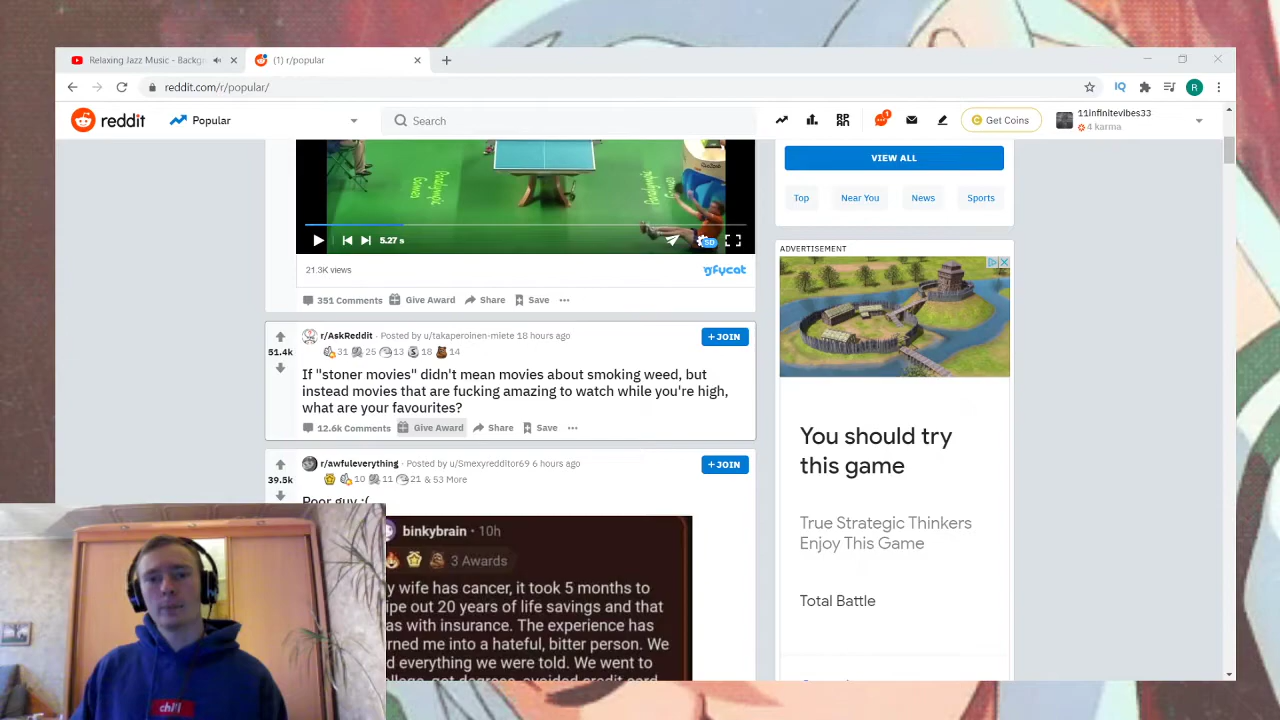 Relaxing Jazz Music - Backg
(1) r/popular
reddit.com/r/popular/
IQ
R
reddit
Popular
Search
1
Get Coins
11infinitevibes33
4 karma
Paralympic Games
Paralympic Games
VIEW ALL
Top
Near You
News
Sports
5.27 s
SD
21.3K views
gfycat
351 Comments
Give Award
Share
Save
ADVERTISEMENT
r/AskReddit · Posted by u/takaperoinen-miete 18 hours ago
+ JOIN
31 25 13 S 18 14
51.4k
If "stoner movies" didn't mean movies about smoking weed, but
instead movies that are fucking amazing to watch while you're high,
what are your favourites?
12.6k Comments
Give Award
Share
Save
r/awfuleverything · Posted by u/Smexyredditor69 6 hours ago
+ JOIN
10 11 21 & 53 More
39.5k
Poor guy :(
binkybrain · 10h
3 Awards
y wife has cancer, it took 5 months to
ipe out 20 years of life savings and that
as with insurance. The experience has
rned me into a hateful, bitter person. We
d everything we were told. We went to
You should try
this game
True Strategic Thinkers
Enjoy This Game
Total Battle